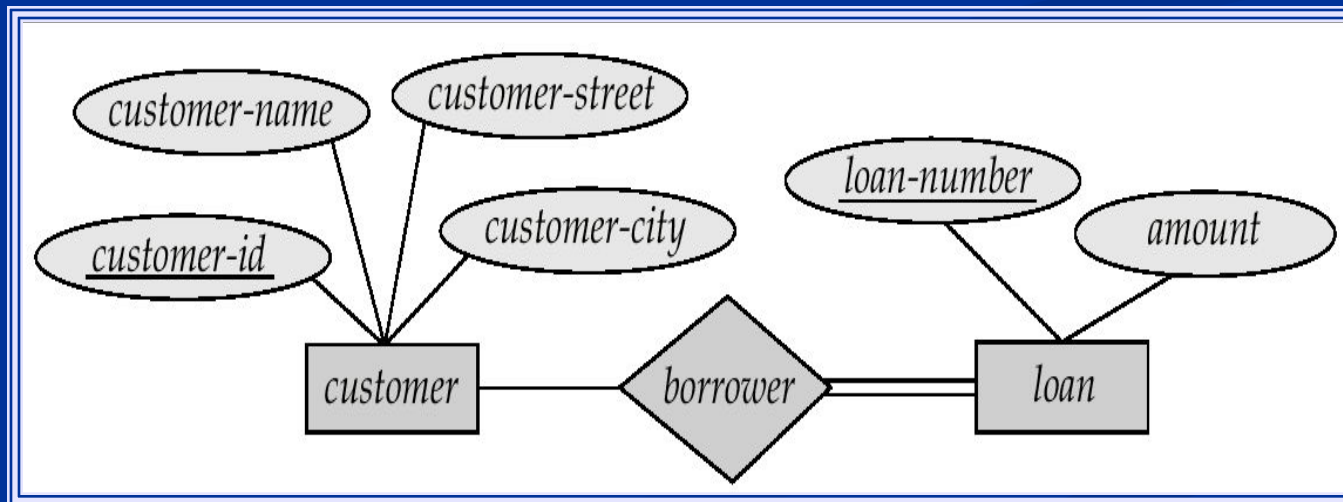 customer-name
customer-street
customer-id
customer-city
loan-number
amount
customer
borrower
loan